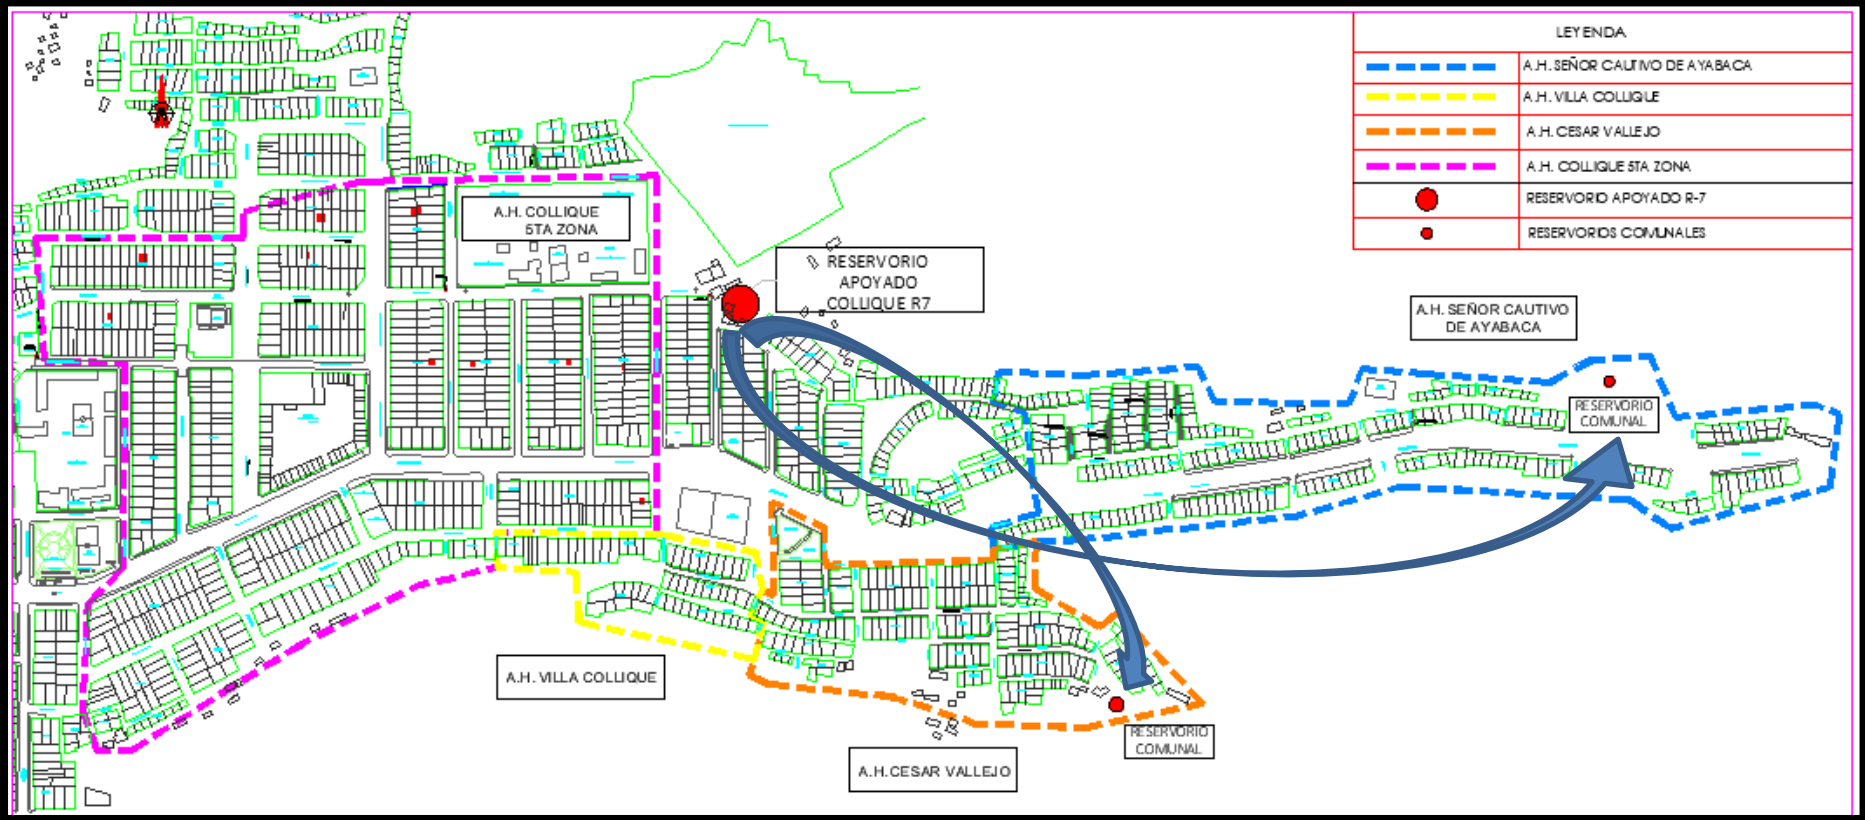 LEYENDA
A.H. SEÑOR CAUTIVO DE AYABACA
A.H. VILLA COLLIQUE
A.H. CESAR VALLEJO
A.H. COLLIQUE 5TA ZONA
RESERVORIO APOYADO R-7
RESERVORIOS COMUNALES
A.H. COLLIQUE
5TA ZONA
RESERVORIO
APOYADO
COLLIQUE R7
A.H. SEÑOR CAUTIVO
DE AYABACA
RESERVORIO
COMUNAL
A.H. VILLA COLLIQUE
RESERVORIO
COMUNAL
A.H.CESAR VALLEJO